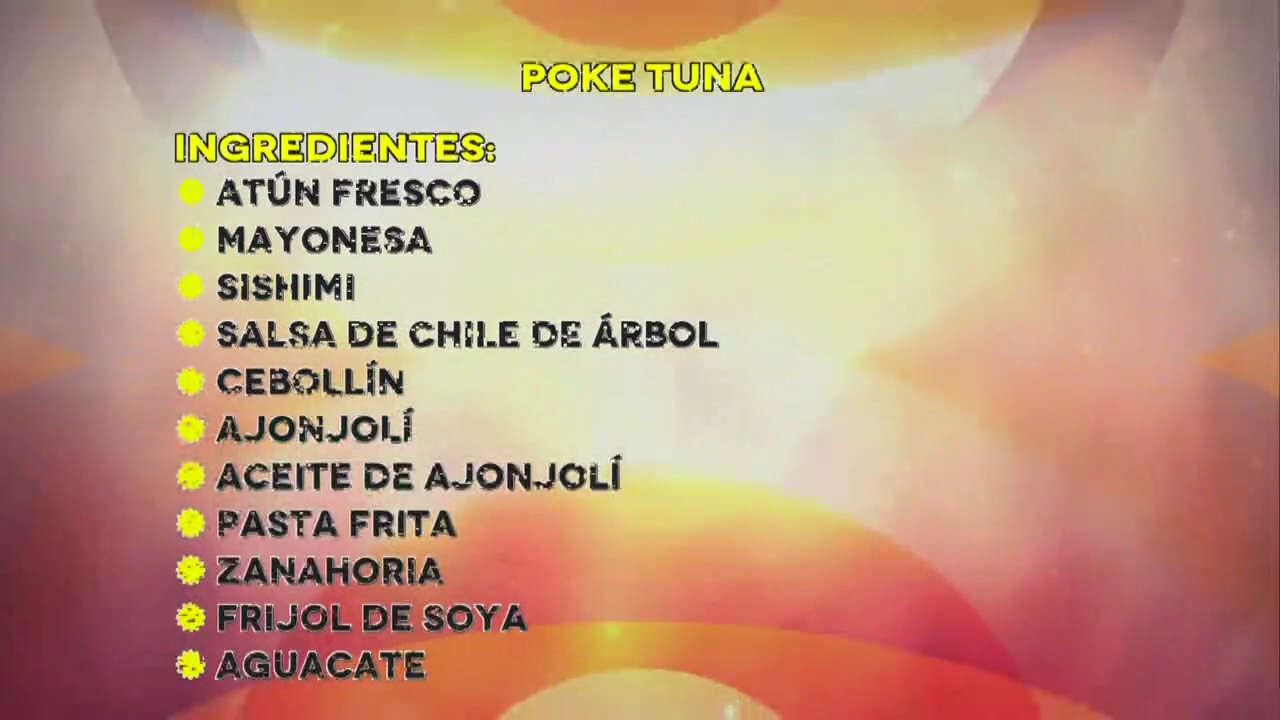 POKE TUNA
INGREDIENTES:
ATÚN FRESCO
MAYONESA
SISHIMI
SALSA DE CHILE DE ÁRBOL
CEBOLLÍN
AJONJOLÍ
ACEITE DE AJONJOLÍ
PASTA FRITA
ZANAHORIA
FRIJOL DE SOYA
AGUACATE